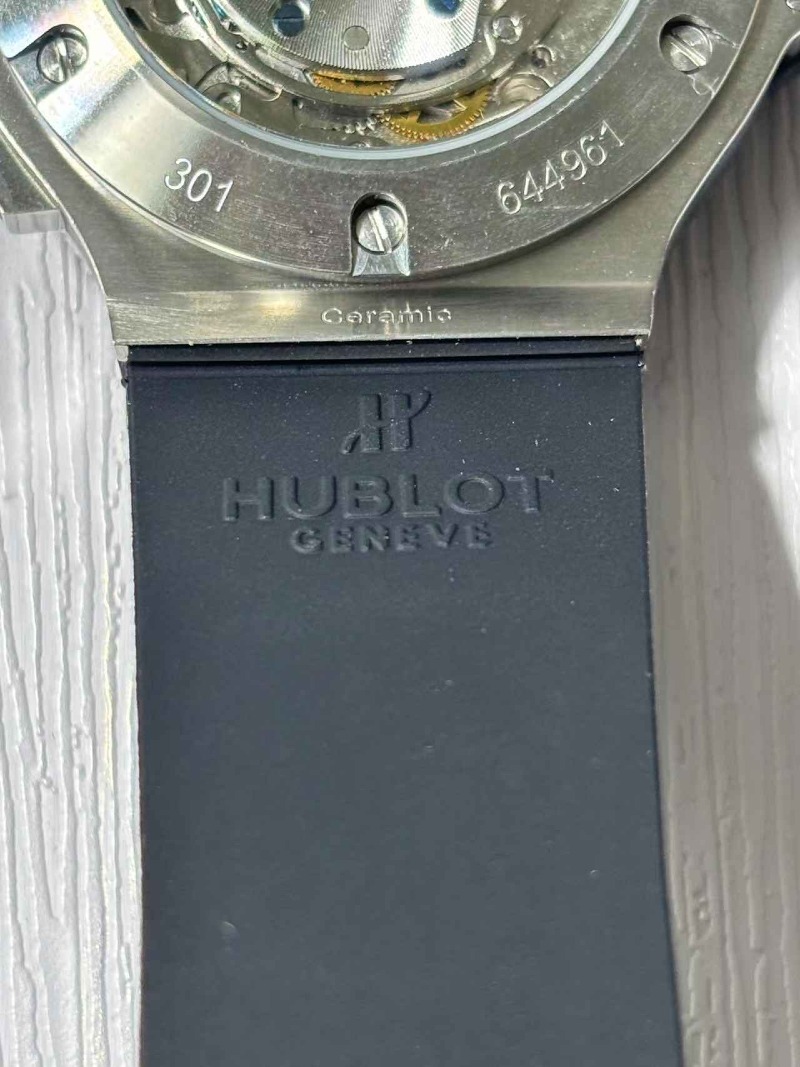 301
644961
Ceramic
H
HUBLOT
GENEVE